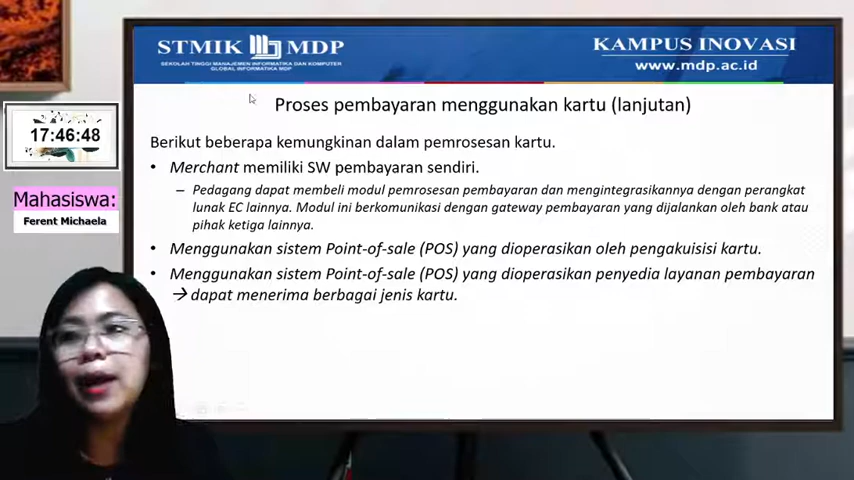 STMIK MDP
SEKOLAH TINGGI MANAJEMEN INFORMATIKA DAN KOMPUTER
GLOBAL INFORMATIKA MDP
KAMPUS INOVASI
www.mdp.ac.id
17:46:48
Mahasiswa:
Ferent Michaela
Proses pembayaran menggunakan kartu (lanjutan)
Berikut beberapa kemungkinan dalam pemrosesan kartu.
• Merchant memiliki SW pembayaran sendiri.
– Pedagang dapat membeli modul pemrosesan pembayaran dan mengintegrasikannya dengan perangkat
lunak EC lainnya. Modul ini berkomunikasi dengan gateway pembayaran yang dijalankan oleh bank atau
pihak ketiga lainnya.
• Menggunakan sistem Point-of-sale (POS) yang dioperasikan oleh pengakuisisi kartu.
• Menggunakan sistem Point-of-sale (POS) yang dioperasikan penyedia layanan pembayaran
→ dapat menerima berbagai jenis kartu.